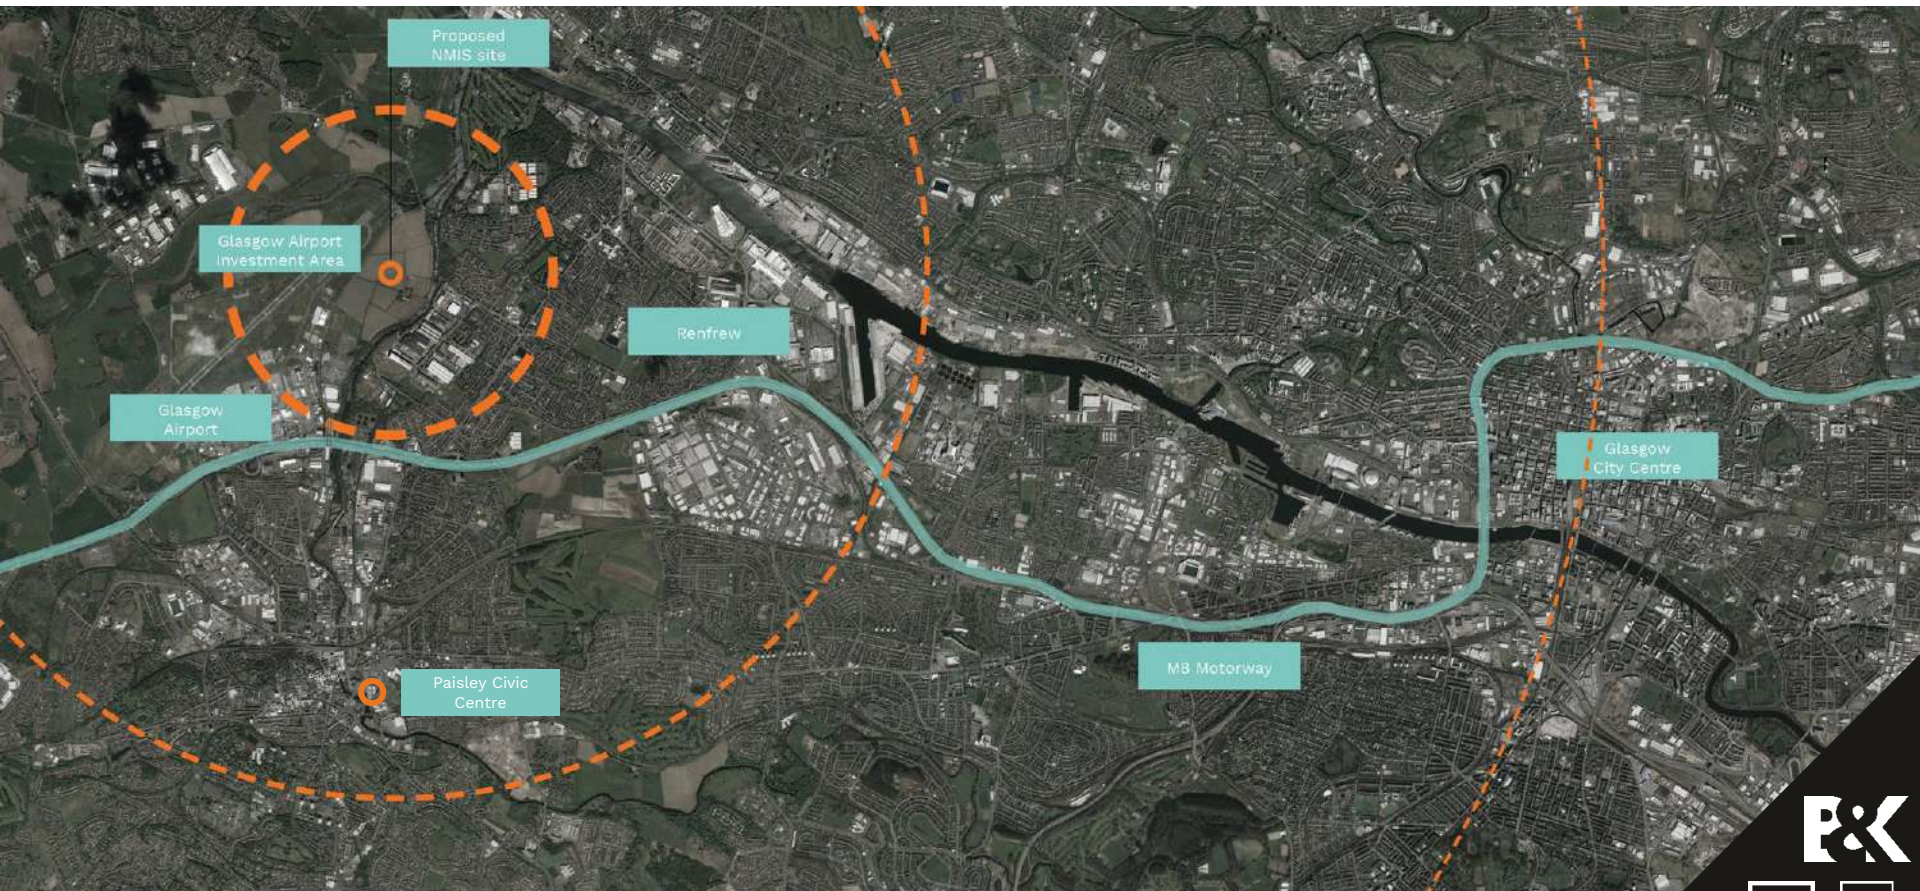 Proposed
NMIS site
Glasgow Airport
Investment Area
Renfrew
Glasgow
Airport
Glasgow
City Centre
M8 Motorway
Paisley Civic
Centre
B&K